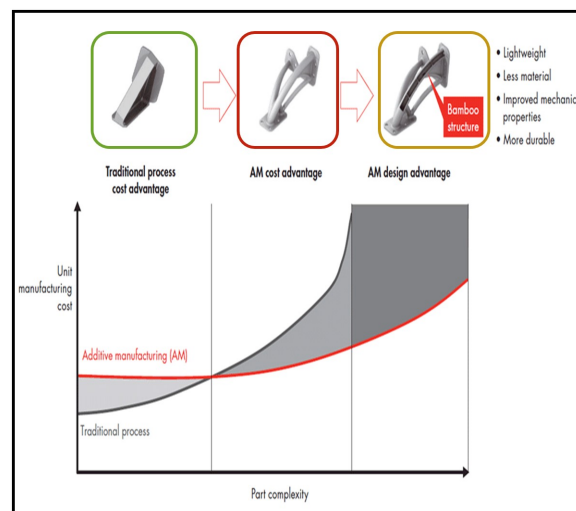 Bamboo
structure
• Lightweight
• Less material
• Improved mechanic
properties
• More durable
Traditional process
cost advantage
AM cost advantage
AM design advantage
Unit
manufacturing
cost
Additive manufacturing (AM)
Traditional process
Part complexity